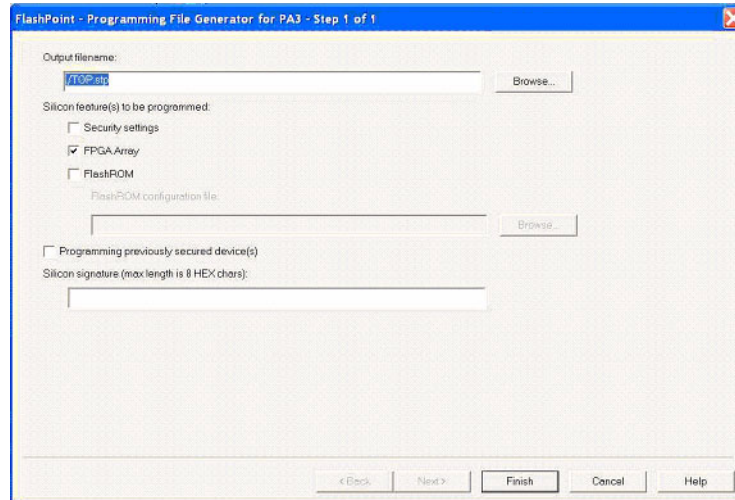 FlashPoint - Programming File Generator for PA3 - Step 1 of 1
Output filename:
./TOP.stp
Browse...
Silicon feature(s) to be programmed:
Security settings
FPGA Array
FlashROM
FlashROM configuration file:
Browse...
Programming previously secured device(s)
Silicon signature (max length is 8 HEX chars):
< Back
Next >
Finish
Cancel
Help